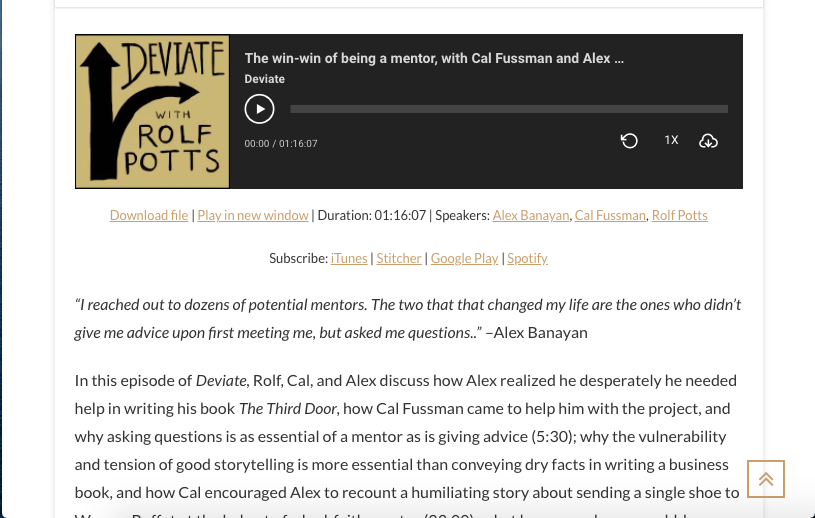 DEVIATE
WITH
ROLF
POTTS
The win-win of being a mentor, with Cal Fussman and Alex ...
Deviate
00:00 / 01:16:07
1X
Download file | Play in new window | Duration: 01:16:07 | Speakers: Alex Banayan, Cal Fussman, Rolf Potts
Subscribe: iTunes | Stitcher | Google Play | Spotify
“I reached out to dozens of potential mentors. The two that that changed my life are the ones who didn’t
give me advice upon first meeting me, but asked me questions..” –Alex Banayan
In this episode of Deviate, Rolf, Cal, and Alex discuss how Alex realized he desperately he needed
help in writing his book The Third Door, how Cal Fussman came to help him with the project, and
why asking questions is as essential of a mentor as is giving advice (5:30); why the vulnerability
and tension of good storytelling is more essential than conveying dry facts in writing a business
book, and how Cal encouraged Alex to recount a humiliating story about sending a single shoe to